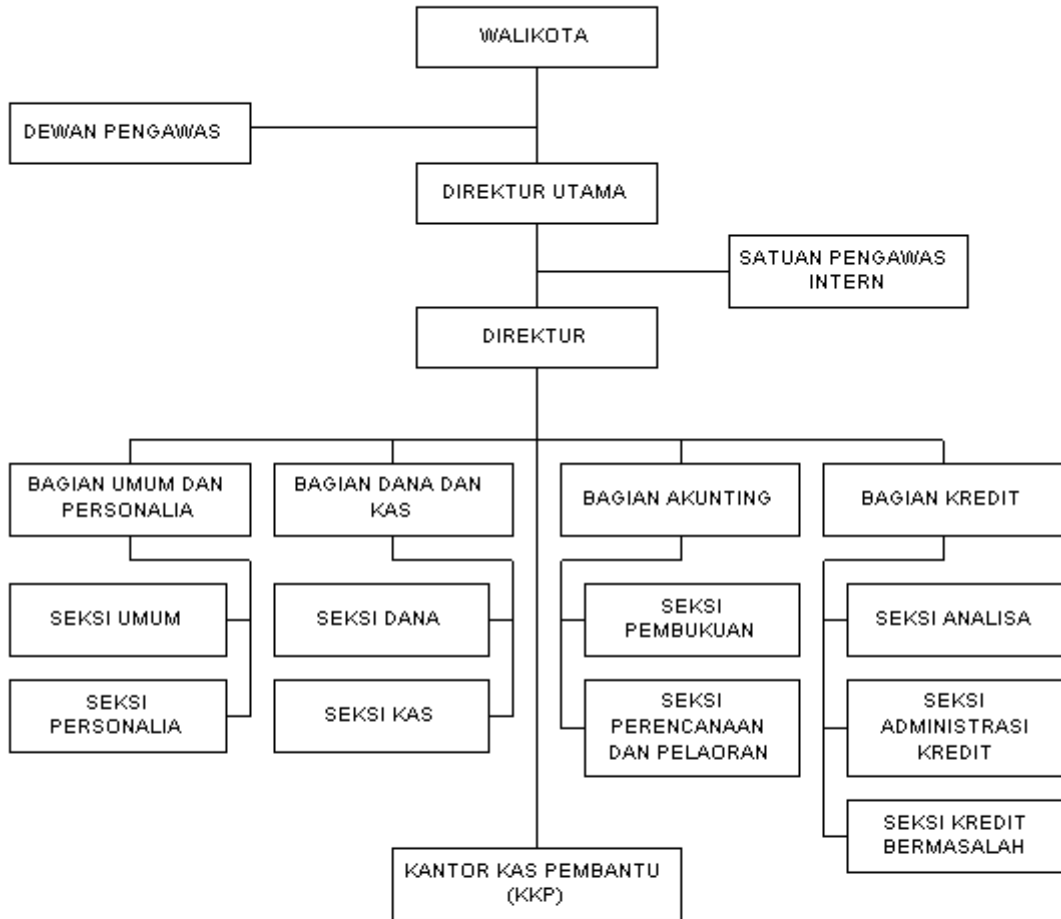 WALIKOTA
DEWAN PENGAWAS
DIREKTUR UTAMA
SATUAN PENGAWAS
INTERN
DIREKTUR
BAGIAN UMUM DAN
PERSONALIA
BAGIAN DANA DAN
KAS
BAGIAN AKUNTING
BAGIAN KREDIT
SEKSI UMUM
SEKSI DANA
SEKSI
PEMBUKUAN
SEKSI ANALISA
SEKSI
PERSONALIA
SEKSI KAS
SEKSI
PERENCANAAN
DAN PELAORAN
SEKSI
ADMINISTRASI
KREDIT
SEKSI KREDIT
BERMASALAH
KANTOR KAS PEMBANTU
(KKP)